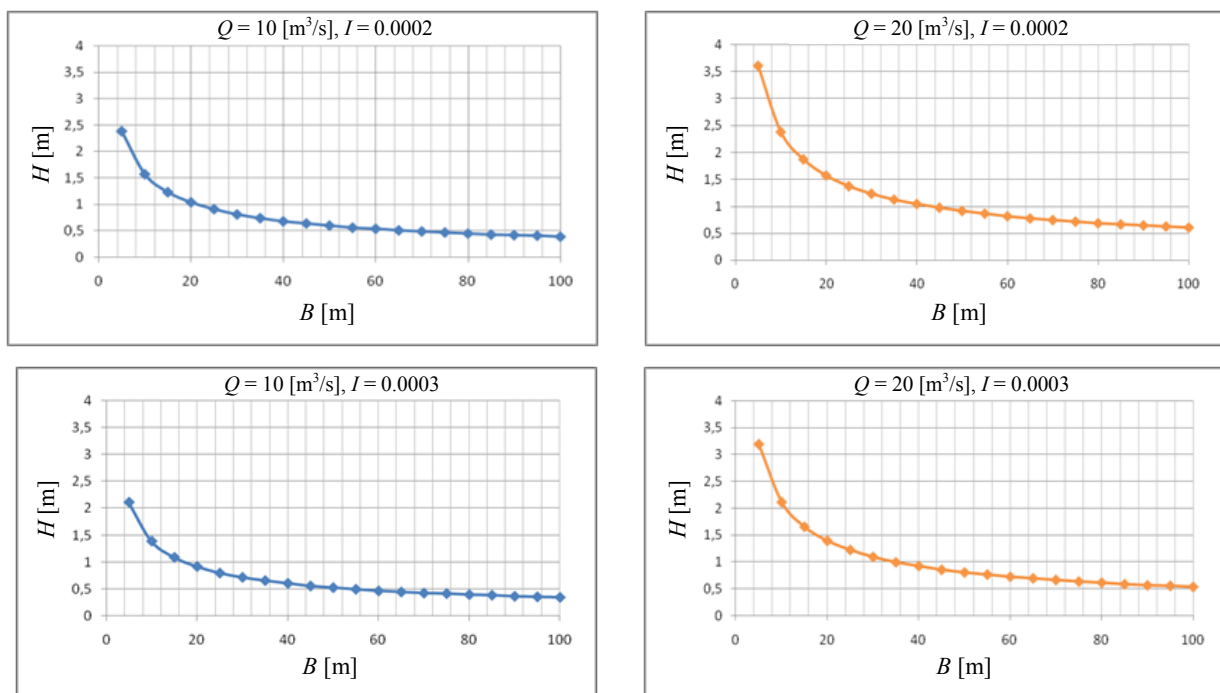 Q = 10 [m³/s], I = 0.0002
4
3,5
3
2,5
2
1,5
1
0,5
0
H [m]
0 20 40 60 80 100
B [m]
Q = 20 [m³/s], I = 0.0002
4
3,5
3
2,5
2
1,5
1
0,5
0
H [m]
0 20 40 60 80 100
B [m]
Q = 10 [m³/s], I = 0.0003
4
3,5
3
2,5
2
1,5
1
0,5
0
H [m]
0 20 40 60 80 100
B [m]
Q = 20 [m³/s], I = 0.0003
4
3,5
3
2,5
2
1,5
1
0,5
0
H [m]
0 20 40 60 80 100
B [m]